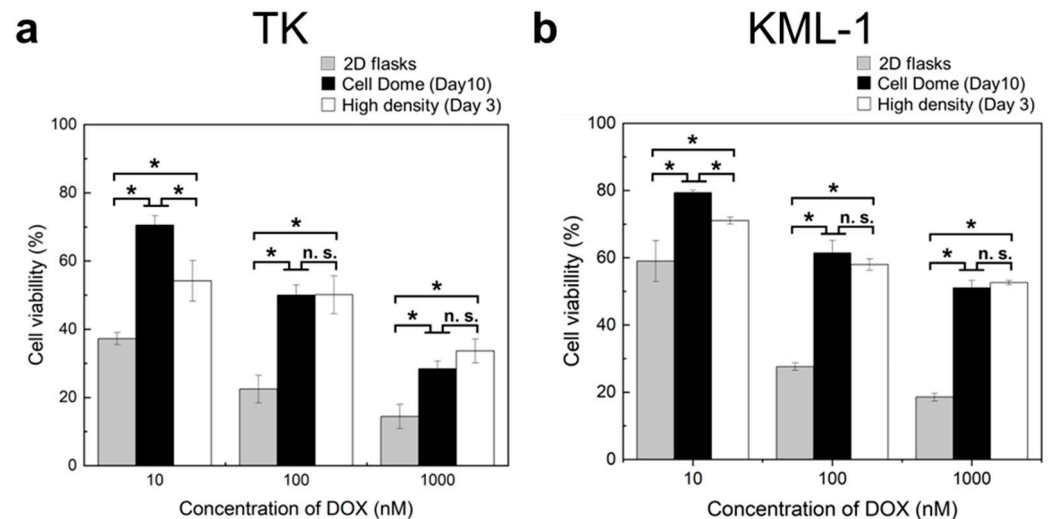 a
TK
2D flasks
Cell Dome (Day10)
High density (Day 3)
100
80
60
40
20
0
Cell viabillity (%)
*
*
*
*
*
n. s.
*
*
n. s.
10
100
1000
Concentration of DOX (nM)
b
KML-1
2D flasks
Cell Dome (Day10)
High density (Day 3)
100
80
60
40
20
0
Cell viabillity (%)
*
*
*
*
*
n. s.
*
*
n. s.
10
100
1000
Concentration of DOX (nM)